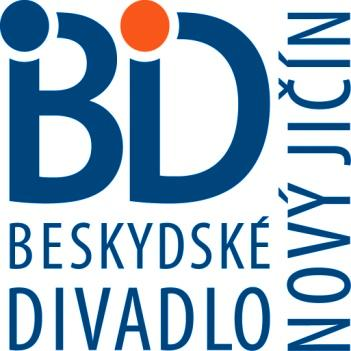 BD
BESKYDSKÉ
DIVADLO
NOVÝ JIČÍN